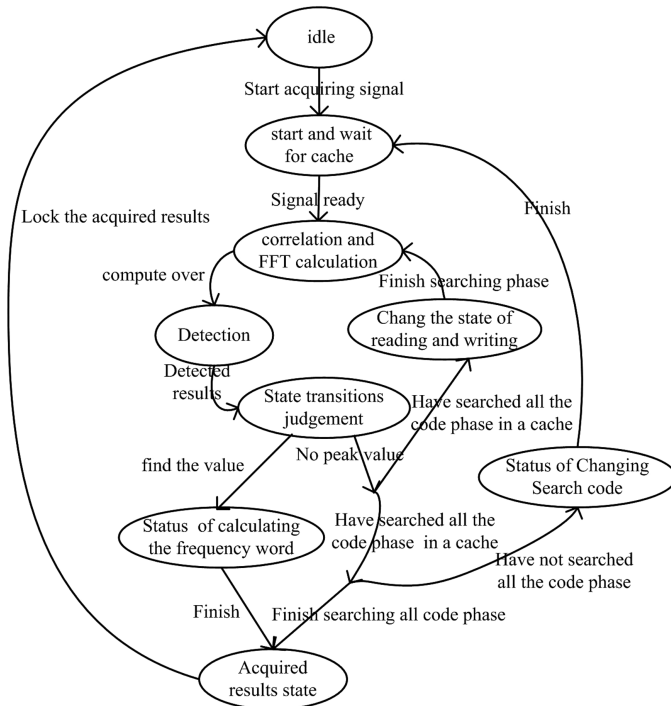 idle
Start acquiring signal
start and wait
for cache
Signal ready
Lock the acquired results
Finish
correlation and
FFT calculation
compute over
Finish searching phase
Detection
Chang the state of
reading and writing
Detected
results
State transitions
judgement
Have searched all the
code phase in a cache
find the value
No peak value
Status of Changing
Search code
Status of calculating
the frequency word
Have searched all the
code phase in a cache
Have not searched
all the code phase
Finish
Finish searching all code phase
Acquired
results state